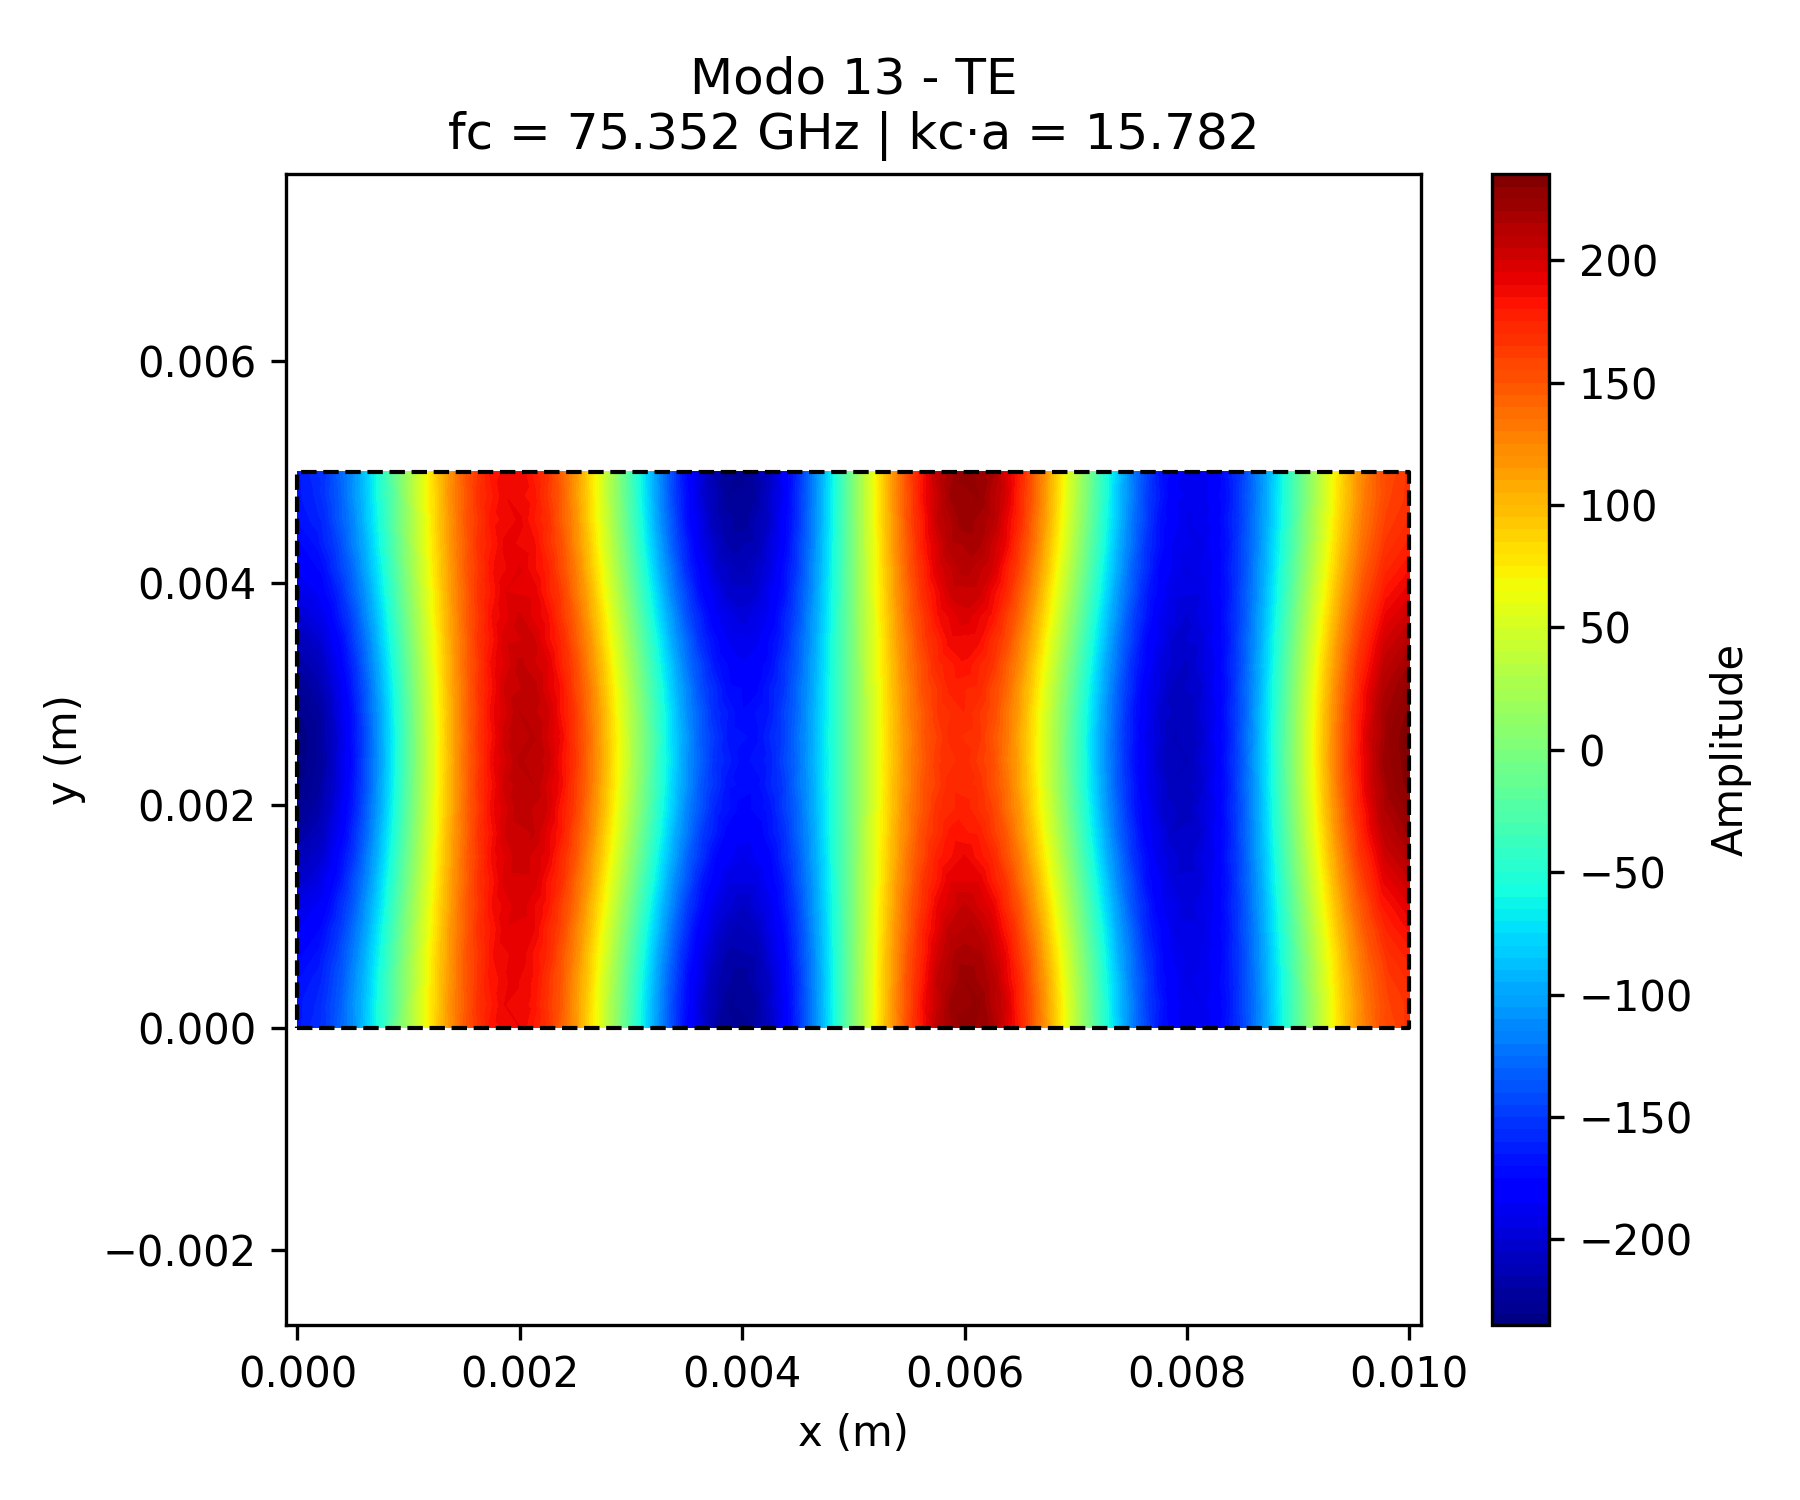 Modo 13 - TE
fc = 75.352 GHz | kc·a = 15.782
0.006
0.004
0.002
0.000
−0.002
y (m)
0.000 0.002 0.004 0.006 0.008 0.010
x (m)
200
150
100
50
0
−50
−100
−150
−200
Amplitude